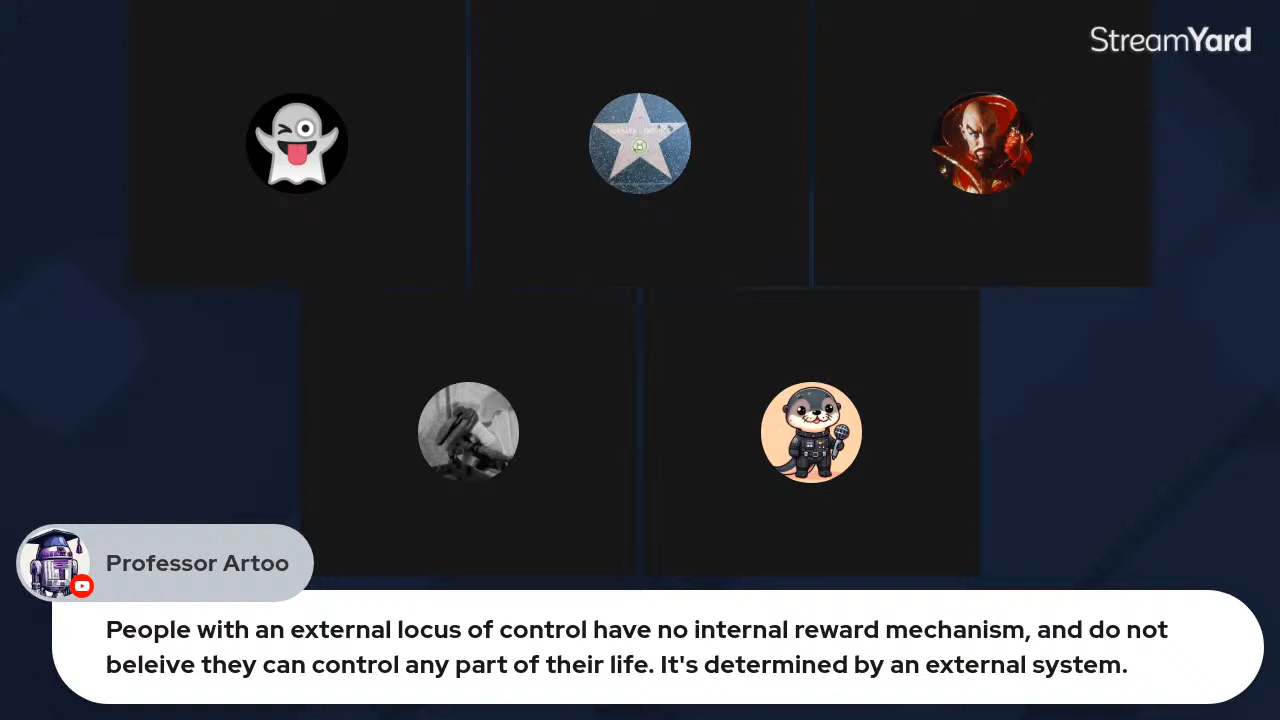 StreamYard
Professor Artoo
People with an external locus of control have no internal reward mechanism, and do not
beleive they can control any part of their life. It's determined by an external system.